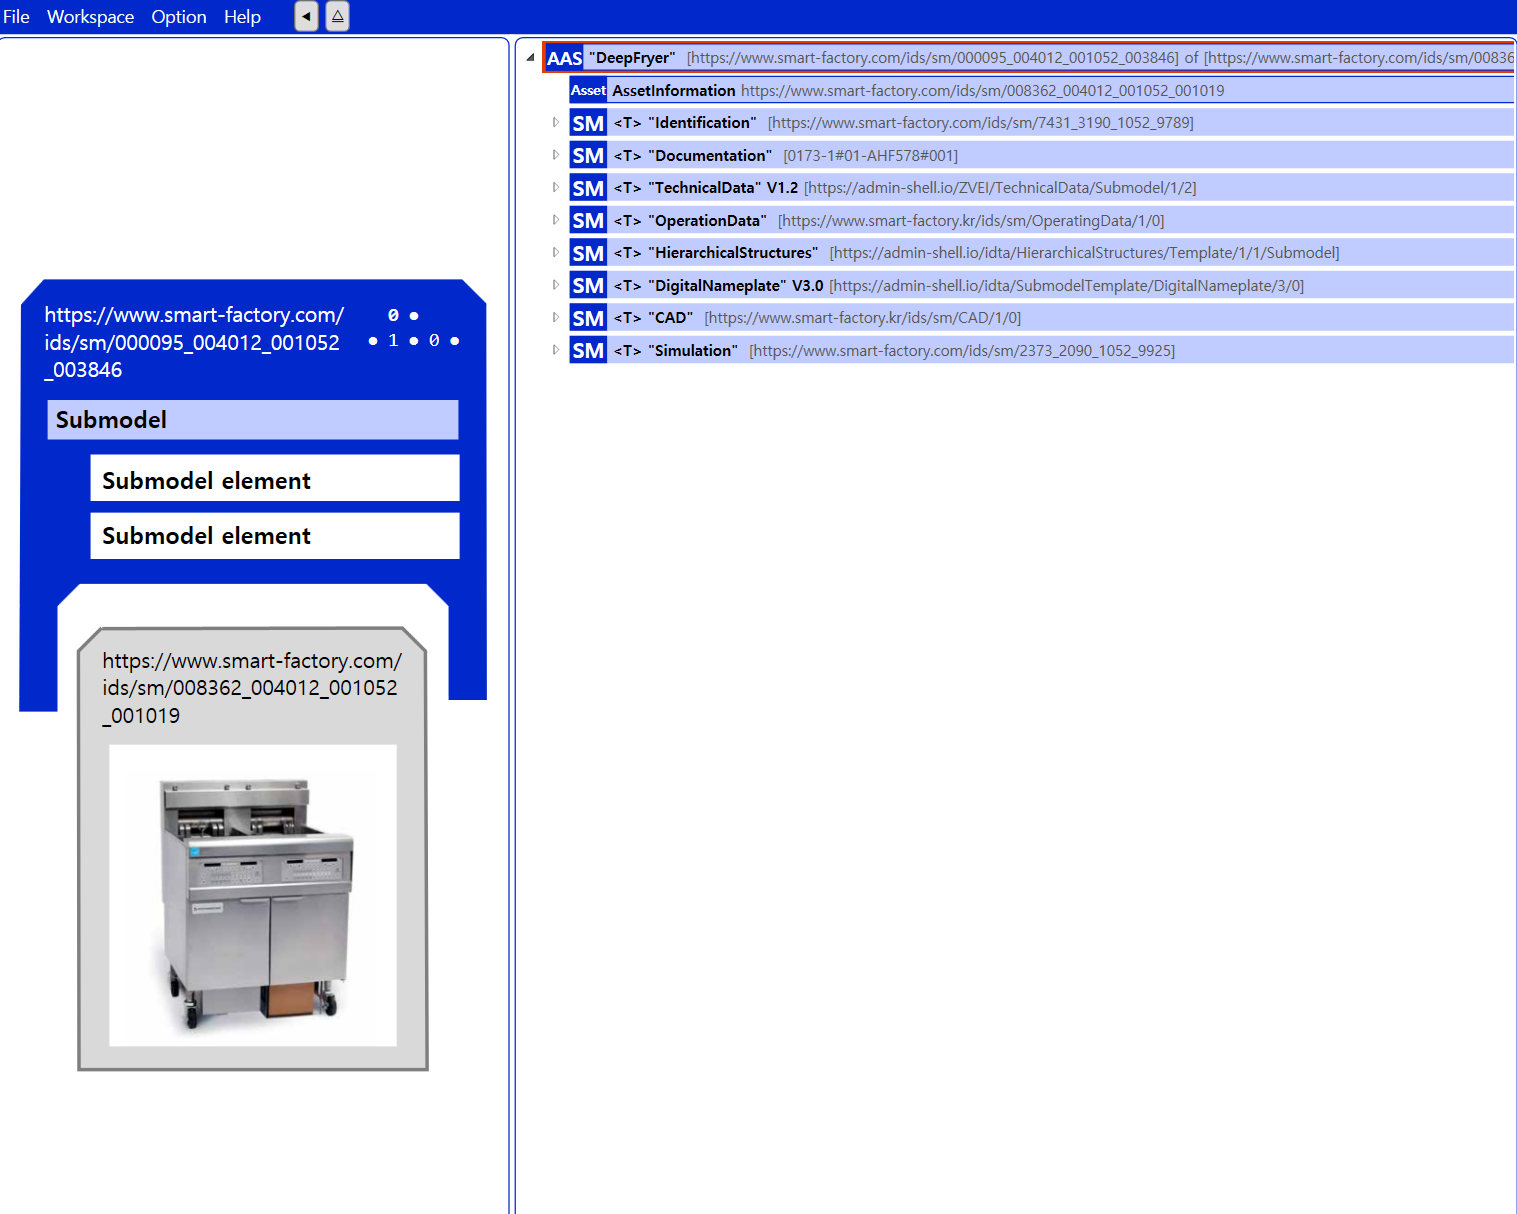 File Workspace Option Help
https://www.smart-factory.com/
ids/sm/000095_004012_001052
_003846
0
1 0
Submodel
Submodel element
Submodel element
https://www.smart-factory.com/
ids/sm/008362_004012_001052
_001019
AAS "DeepFryer" [https://www.smart-factory.com/ids/sm/000095_004012_001052_003846] of [https://www.smart-factory.com/ids/sm/00836
Asset AssetInformation https://www.smart-factory.com/ids/sm/008362_004012_001052_001019
SM <T> "Identification" [https://www.smart-factory.com/ids/sm/7431_3190_1052_9789]
SM <T> "Documentation" [0173-1#01-AHF578#001]
SM <T> "TechnicalData" V1.2 [https://admin-shell.io/ZVEI/TechnicalData/Submodel/1/2]
SM <T> "OperationData" [https://www.smart-factory.kr/ids/sm/OperatingData/1/0]
SM <T> "HierarchicalStructures" [https://admin-shell.io/idta/HierarchicalStructures/Template/1/1/Submodel]
SM <T> "DigitalNameplate" V3.0 [https://admin-shell.io/idta/SubmodelTemplate/DigitalNameplate/3/0]
SM <T> "CAD" [https://www.smart-factory.kr/ids/sm/CAD/1/0]
SM <T> "Simulation" [https://www.smart-factory.com/ids/sm/2373_2090_1052_9925]